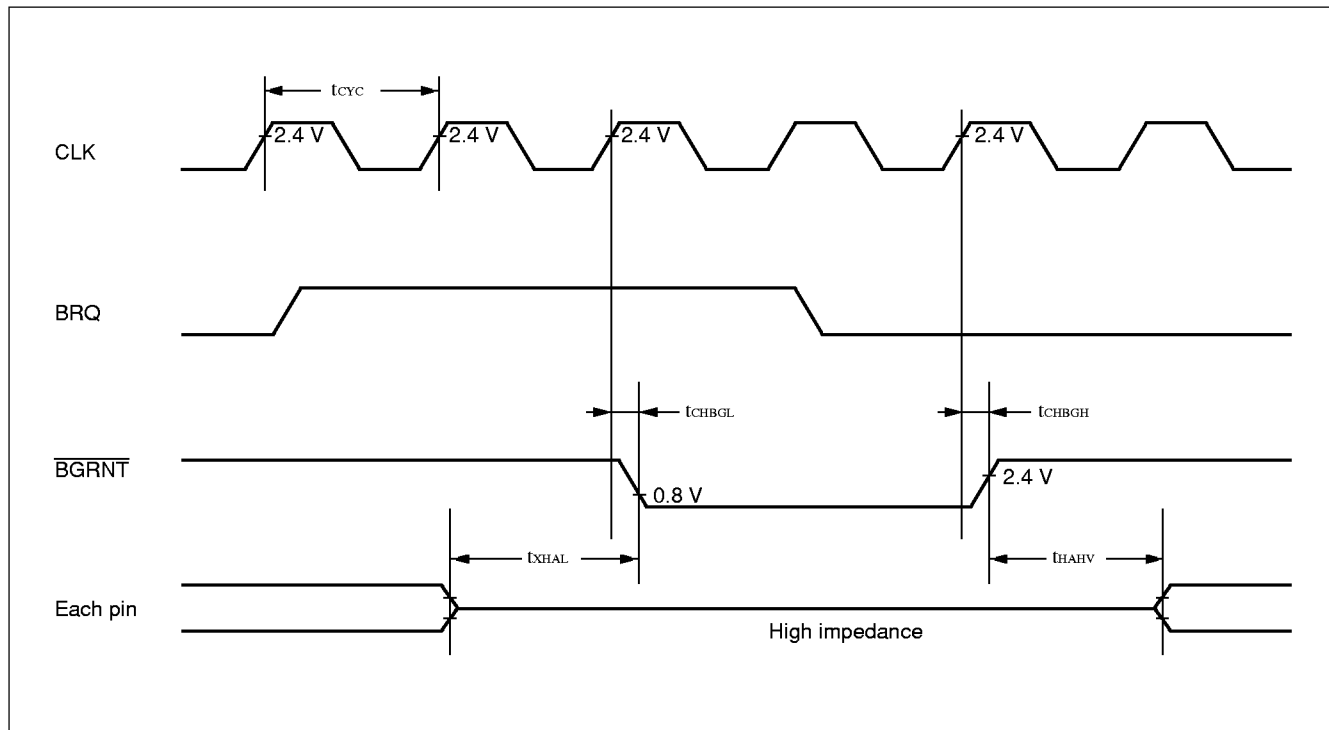 tCYC
CLK
2.4 V
2.4 V
2.4 V
2.4 V
BRQ
tCHBGL
tCHBGH
BGRNT
0.8 V
2.4 V
tXHAL
tHAHV
Each pin
High impedance